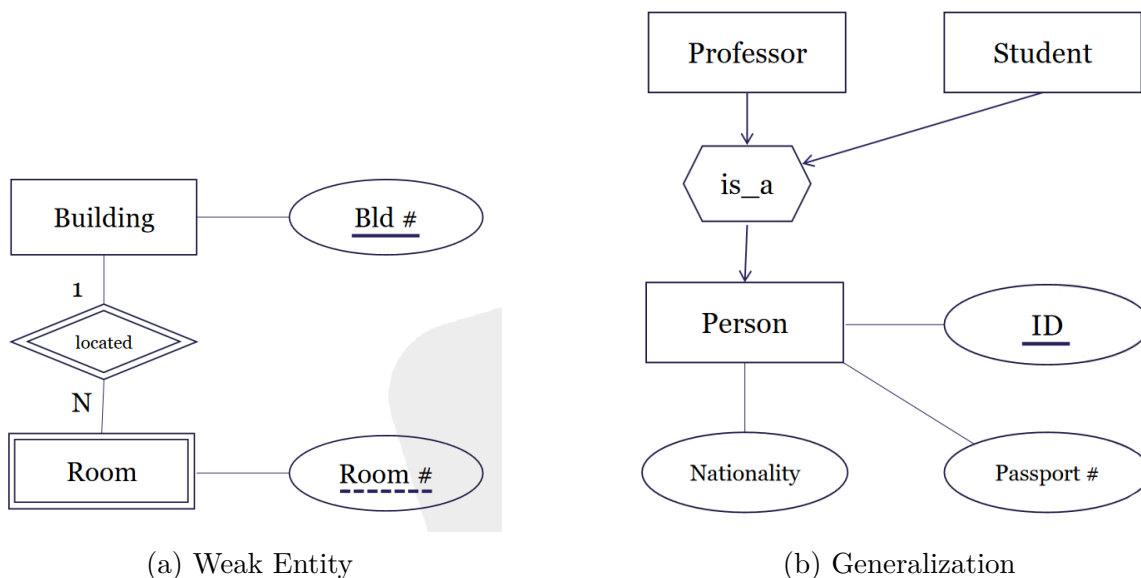 Building
Bld #
1
located
N
Room
Room #
(a) Weak Entity
Professor
Student
is_a
Person
ID
Nationality
Passport #
(b) Generalization